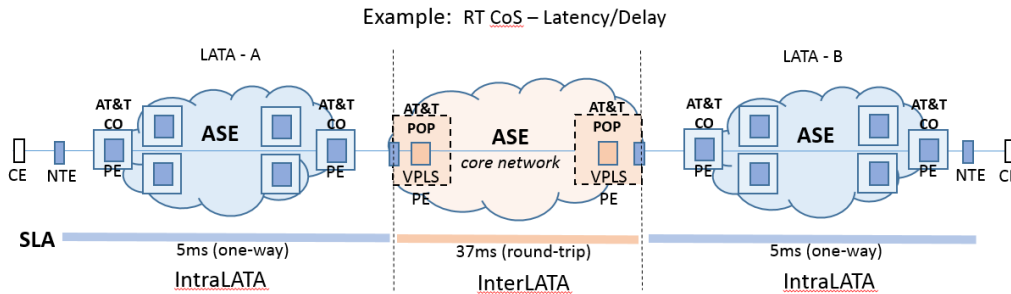 Example: RT CoS – Latency/Delay
LATA - A
LATA - B
AT&T
CO
PE
ASE
AT&T
CO
PE
AT&T
POP
VPLS
PE
ASE
core network
AT&T
POP
VPLS
PE
AT&T
CO
PE
ASE
AT&T
CO
PE
CE
NTE
NTE
SLA
5ms (one-way)
37ms (round-trip)
5ms (one-way)
IntraLATA
InterLATA
IntraLATA